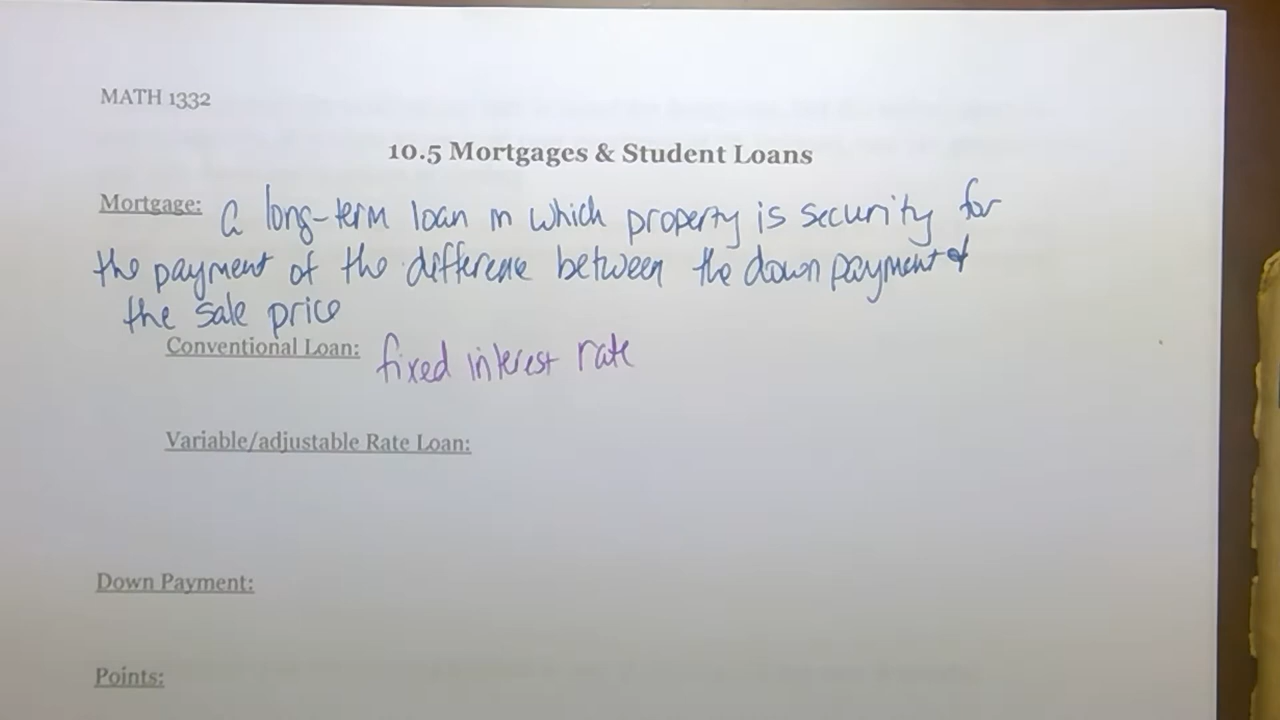 MATH 1332
10.5 Mortgages & Student Loans
Mortgage: a long-term loan in which property is security for
the payment of the difference between the down payment &
the sale price
Conventional Loan: fixed interest rate
Variable/adjustable Rate Loan:
Down Payment:
Points: